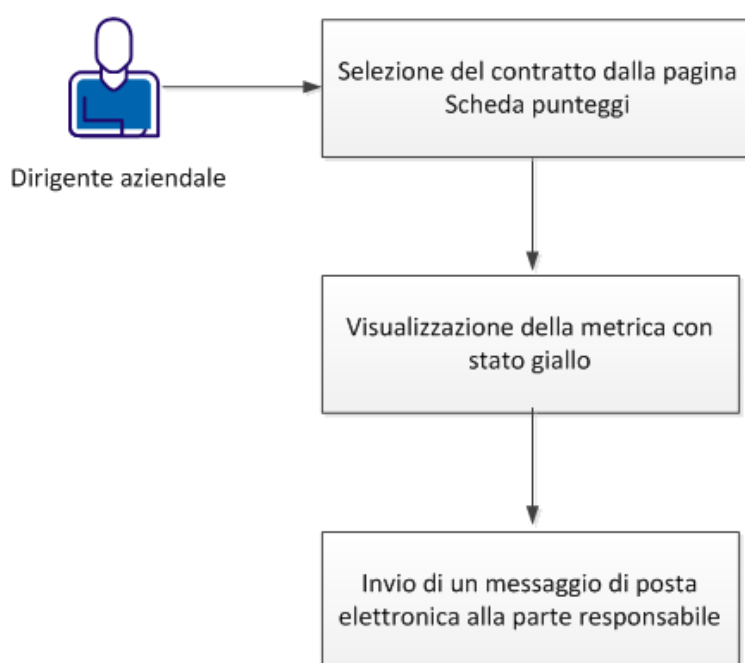 Selezione del contratto dalla pagina
Scheda punteggi
Dirigente aziendale
Visualizzazione della metrica con
stato giallo
Invio di un messaggio di posta
elettronica alla parte responsabile